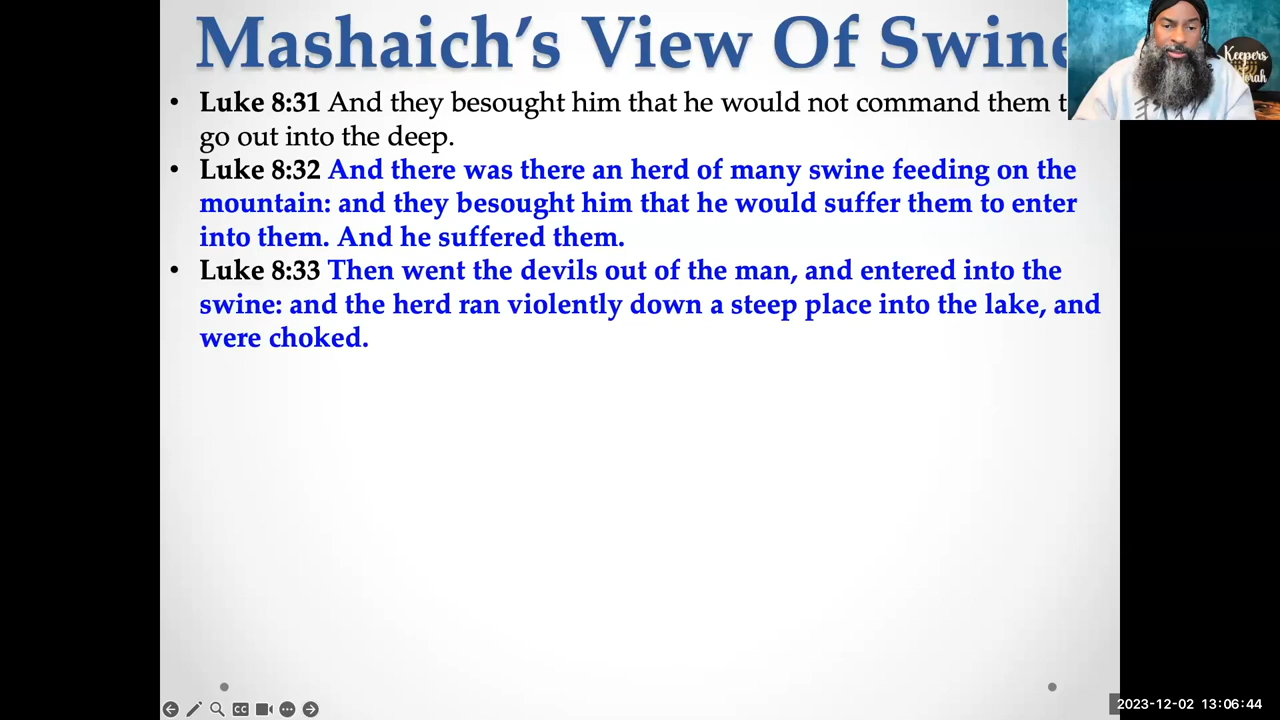 Mashaich's View Of Swine
• Luke 8:31 And they besought him that he would not command them
go out into the deep.
• Luke 8:32 And there was there an herd of many swine feeding on the
mountain: and they besought him that he would suffer them to enter
into them. And he suffered them.
• Luke 8:33 Then went the devils out of the man, and entered into the
swine: and the herd ran violently down a steep place into the lake, and
were choked.
Keepers
CC
2023-12-02 13:06:44